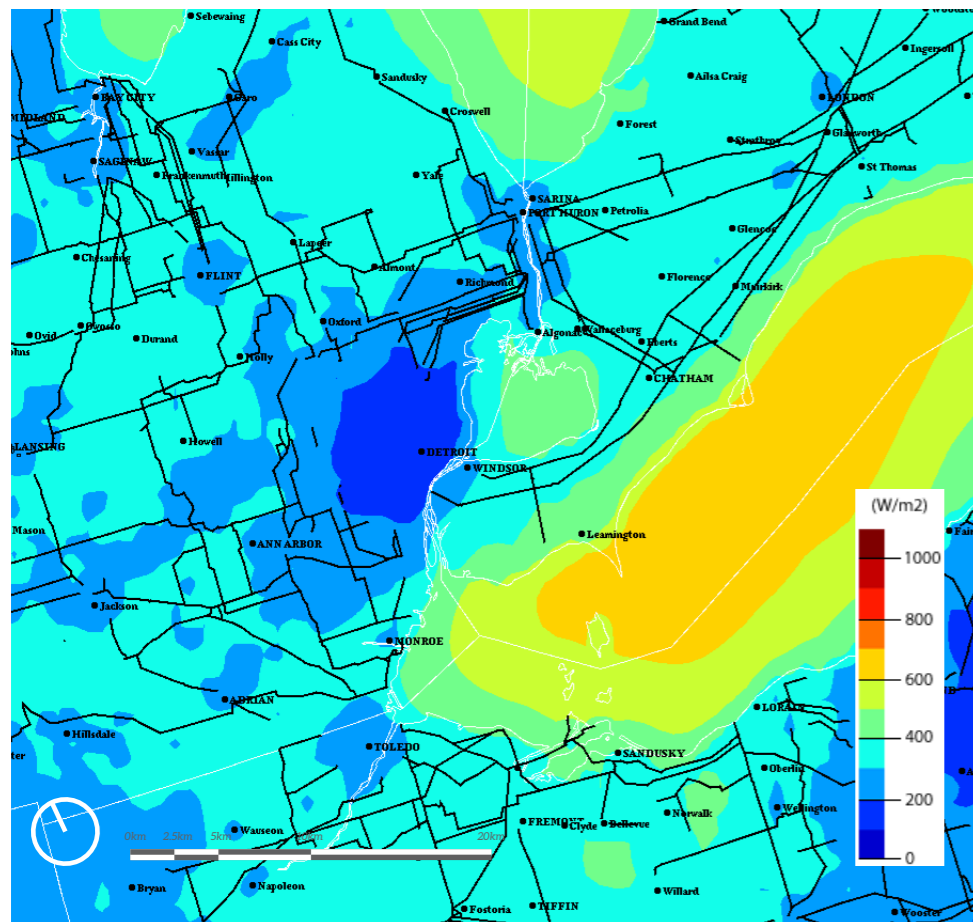 Sebewaing
Grand Bend
Cass City
Ingersoll
Sandusky
Ailsa Craig
BAY CITY
Caro
LONDON
MIDLAND
Croswell
Forest
Glanworth
Strathroy
Vassar
SAGINAW
St Thomas
Frankenmuth
Millington
Yale
SARINA
PORT HURON
Petrolia
Glencoe
Lapeer
Chesaning
Almont
FLINT
Richmond
Florence
Muirkirk
Oxford
Owosso
Ovid
Durand
Algonac
Wallaceburg
Eberts
Holly
CHATHAM
Howell
LANSING
DETROIT
WINDSOR
(W/m2)
Mason
Leamington
ANN ARBOR
1000
800
600
400
200
0
Jackson
MONROE
ADRIAN
LORAIN
Hillsdale
TOLEDO
SANDUSKY
Oberlin
Wellington
Norwalk
FREMONT
Clyde
Bellevue
Wauseon
0km 2.5km 5km 20km
Bryan
Napoleon
Willard
Fostoria
TIFFIN
Wooster